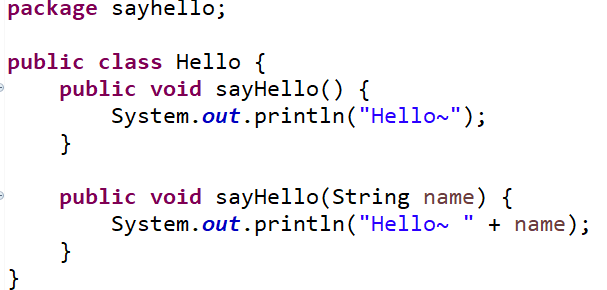 package sayhello;
public class Hello {
    public void sayHello() {
        System.out.println("Hello~");
    }
    public void sayHello(String name) {
        System.out.println("Hello~ " + name);
    }
}